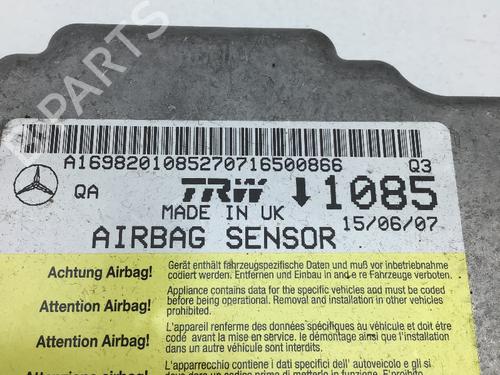 B-PARTS
A16982010852707165008​66 Q3
QA TRW 1085
MADE IN UK 15/06/07
AIRBAG SENSOR
Achtung Airbag! Gerät enthält fahrzeugspezifische Daten und muß vor inbetriebnahme
codiert werden. Entfernen und Einbau in andere Fahrzeuge verboten.
Attention Airbag! Appliance contains data for the specific vehicles and must be coded
before being operational. Removal and installation in other vehicles
prohibited.
Attention Airbag! L'appareil renferme des données spécifiques au véhicule et doit être
codé avant la mise en service. le démontage ainsi que l'installation
dans un autre véhicule sont interdits.
L'apparecchio contiene i dati specifici dell' autoveicolo e gli si